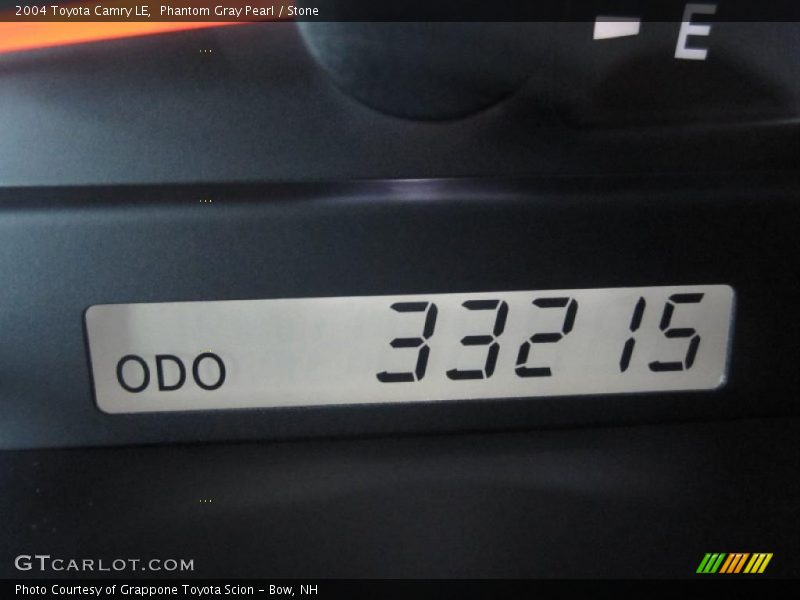 2004 Toyota Camry LE, Phantom Gray Pearl / Stone
E
ODO 33215
GTCARLOT.COM
Photo Courtesy of Grappone Toyota Scion - Bow, NH